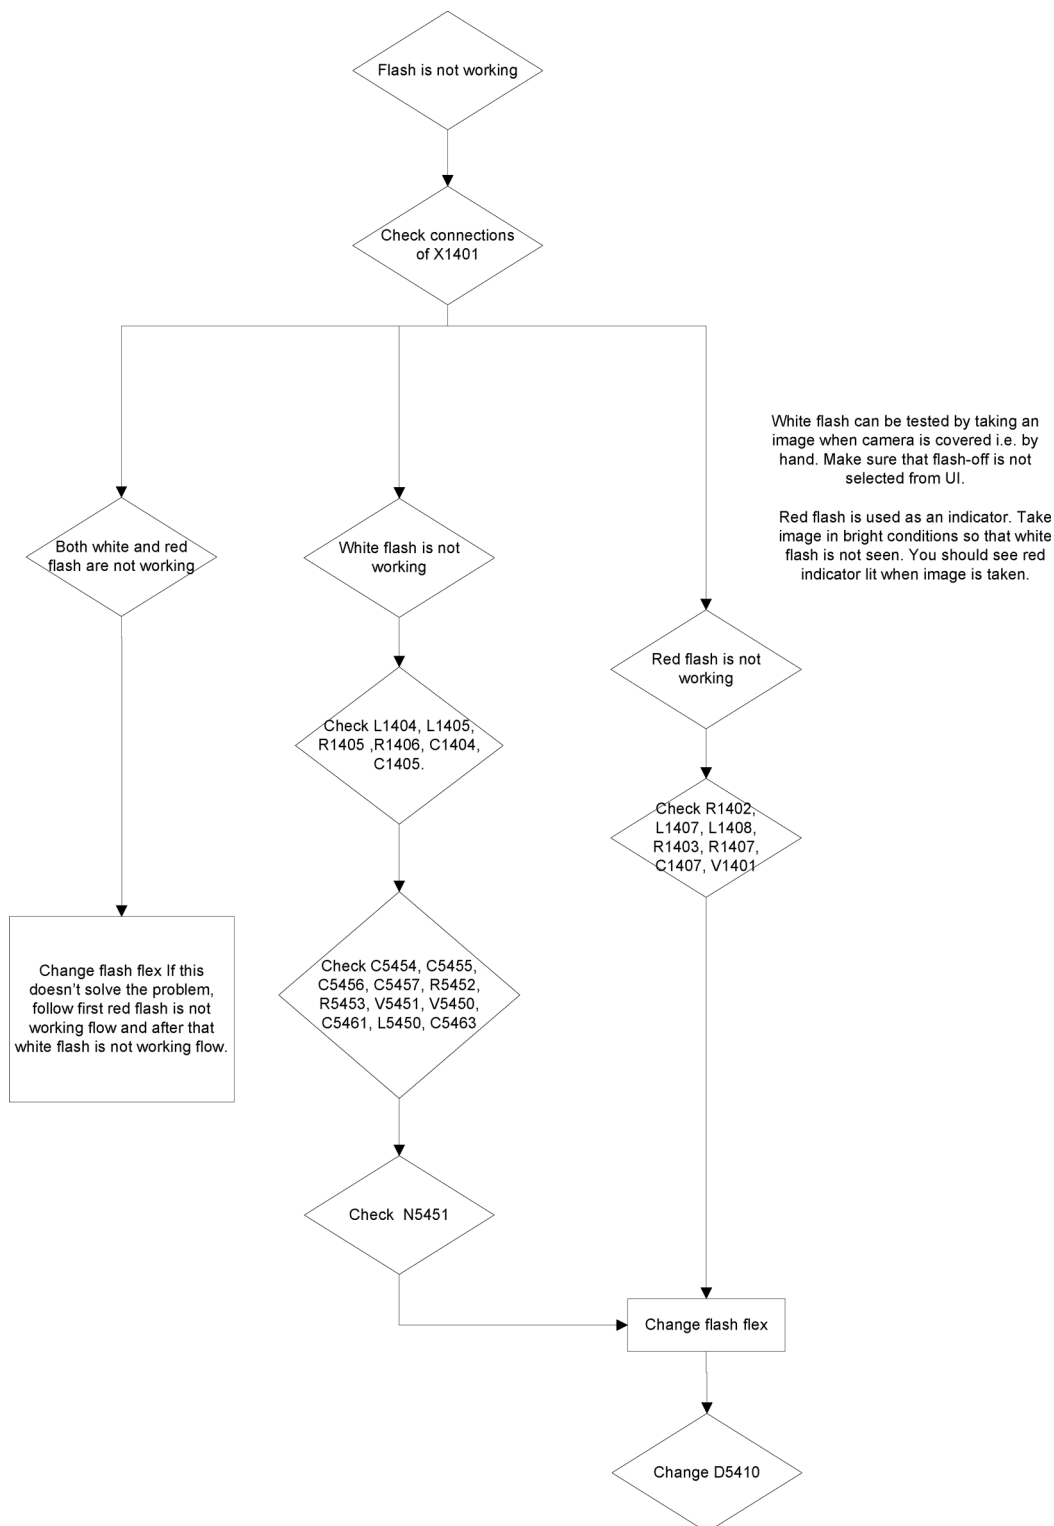 Flash is not working
Check connections
of X1401
White flash can be tested by taking an
image when camera is covered i.e. by
hand. Make sure that flash-off is not
selected from UI.
Red flash is used as an indicator. Take
image in bright conditions so that white
flash is not seen. You should see red
indicator lit when image is taken.
Both white and red
flash are not working
White flash is not
working
Red flash is not
working
Check L1404, L1405,
R1405 ,R1406, C1404,
C1405.
Check R1402,
L1407, L1408,
R1403, R1407,
C1407, V1401
Change flash flex If this
doesn’t solve the problem,
follow first red flash is not
working flow and after that
white flash is not working flow.
Check C5454, C5455,
C5456, C5457, R5452,
R5453, V5451, V5450,
C5461, L5450, C5463
Check  N5451
Change flash flex
Change D5410